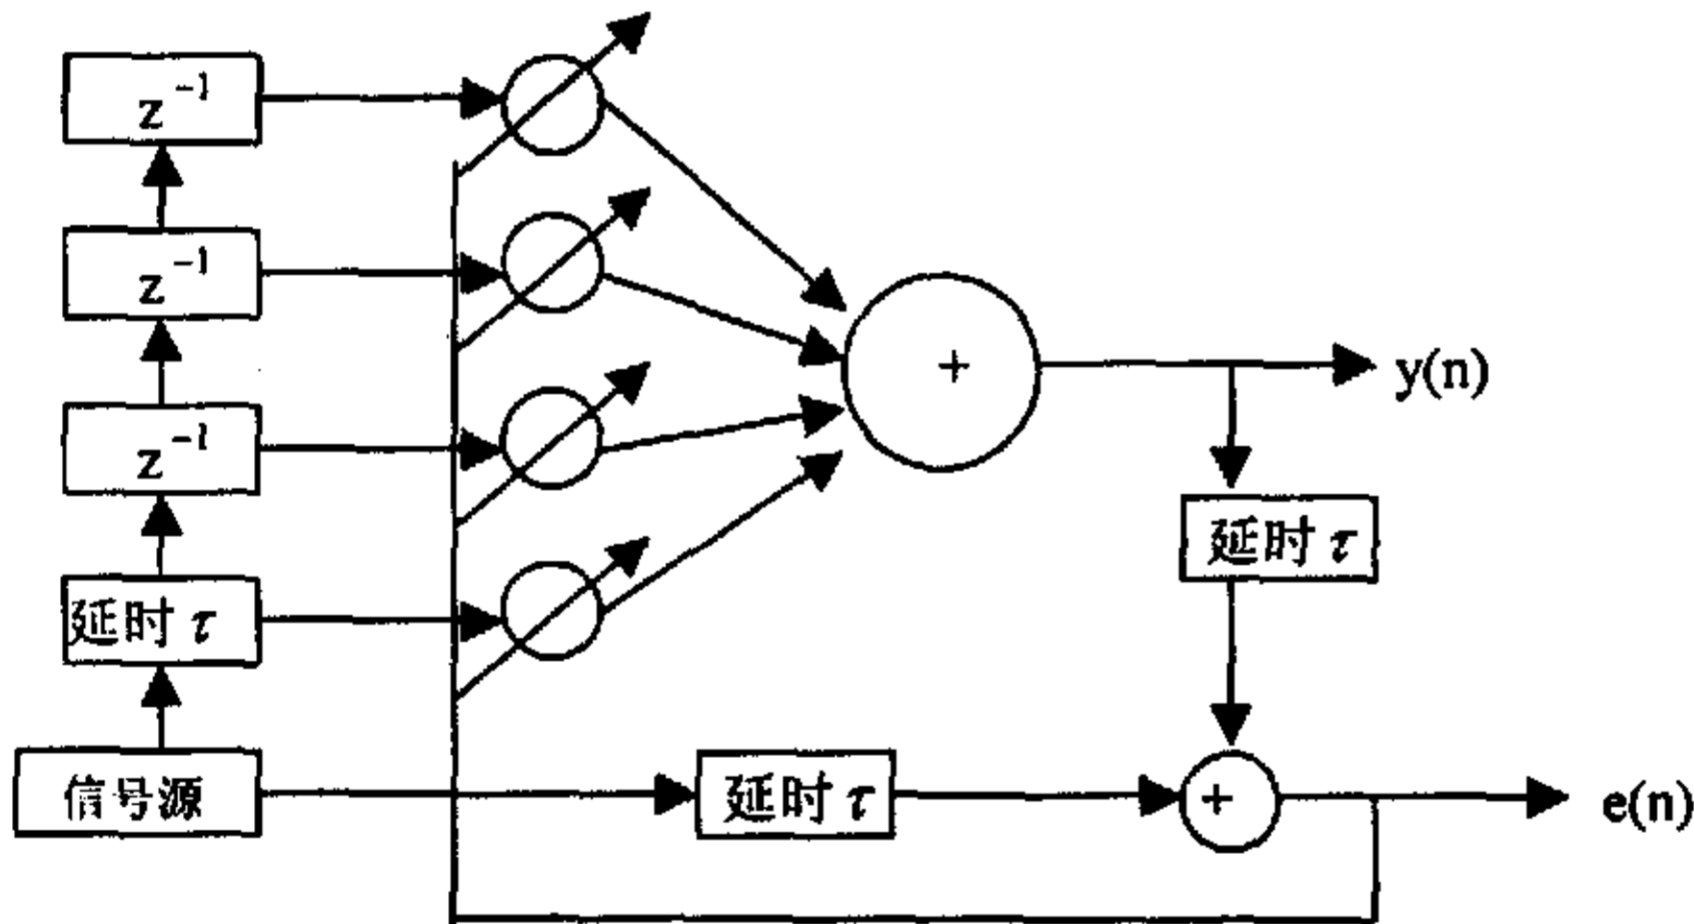 z⁻¹
z⁻¹
+
y(n)
z⁻¹
延时 τ
延时 τ
信号源
延时 τ
+
e(n)